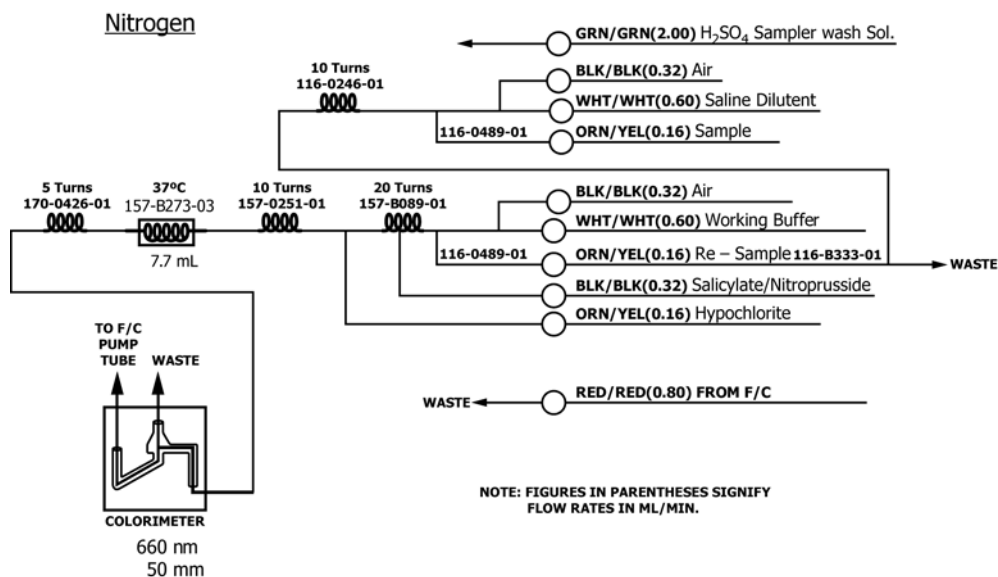 Nitrogen
GRN/GRN(2.00) H₂SO₄ Sampler wash Sol.
10 Turns
116-0246-01
BLK/BLK(0.32) Air
WHT/WHT(0.60) Saline Dilutent
116-0489-01
ORN/YEL(0.16) Sample
5 Turns
170-0426-01
37ºC
157-B273-03
7.7 mL
10 Turns
157-0251-01
20 Turns
157-B089-01
BLK/BLK(0.32) Air
WHT/WHT(0.60) Working Buffer
116-0489-01
ORN/YEL(0.16) Re – Sample 116-B333-01
WASTE
BLK/BLK(0.32) Salicylate/Nitroprusside
ORN/YEL(0.16) Hypochlorite
TO F/C
PUMP
TUBE
WASTE
WASTE
RED/RED(0.80) FROM F/C
COLORIMETER
660 nm
50 mm
NOTE: FIGURES IN PARENTHESES SIGNIFY
FLOW RATES IN ML/MIN.